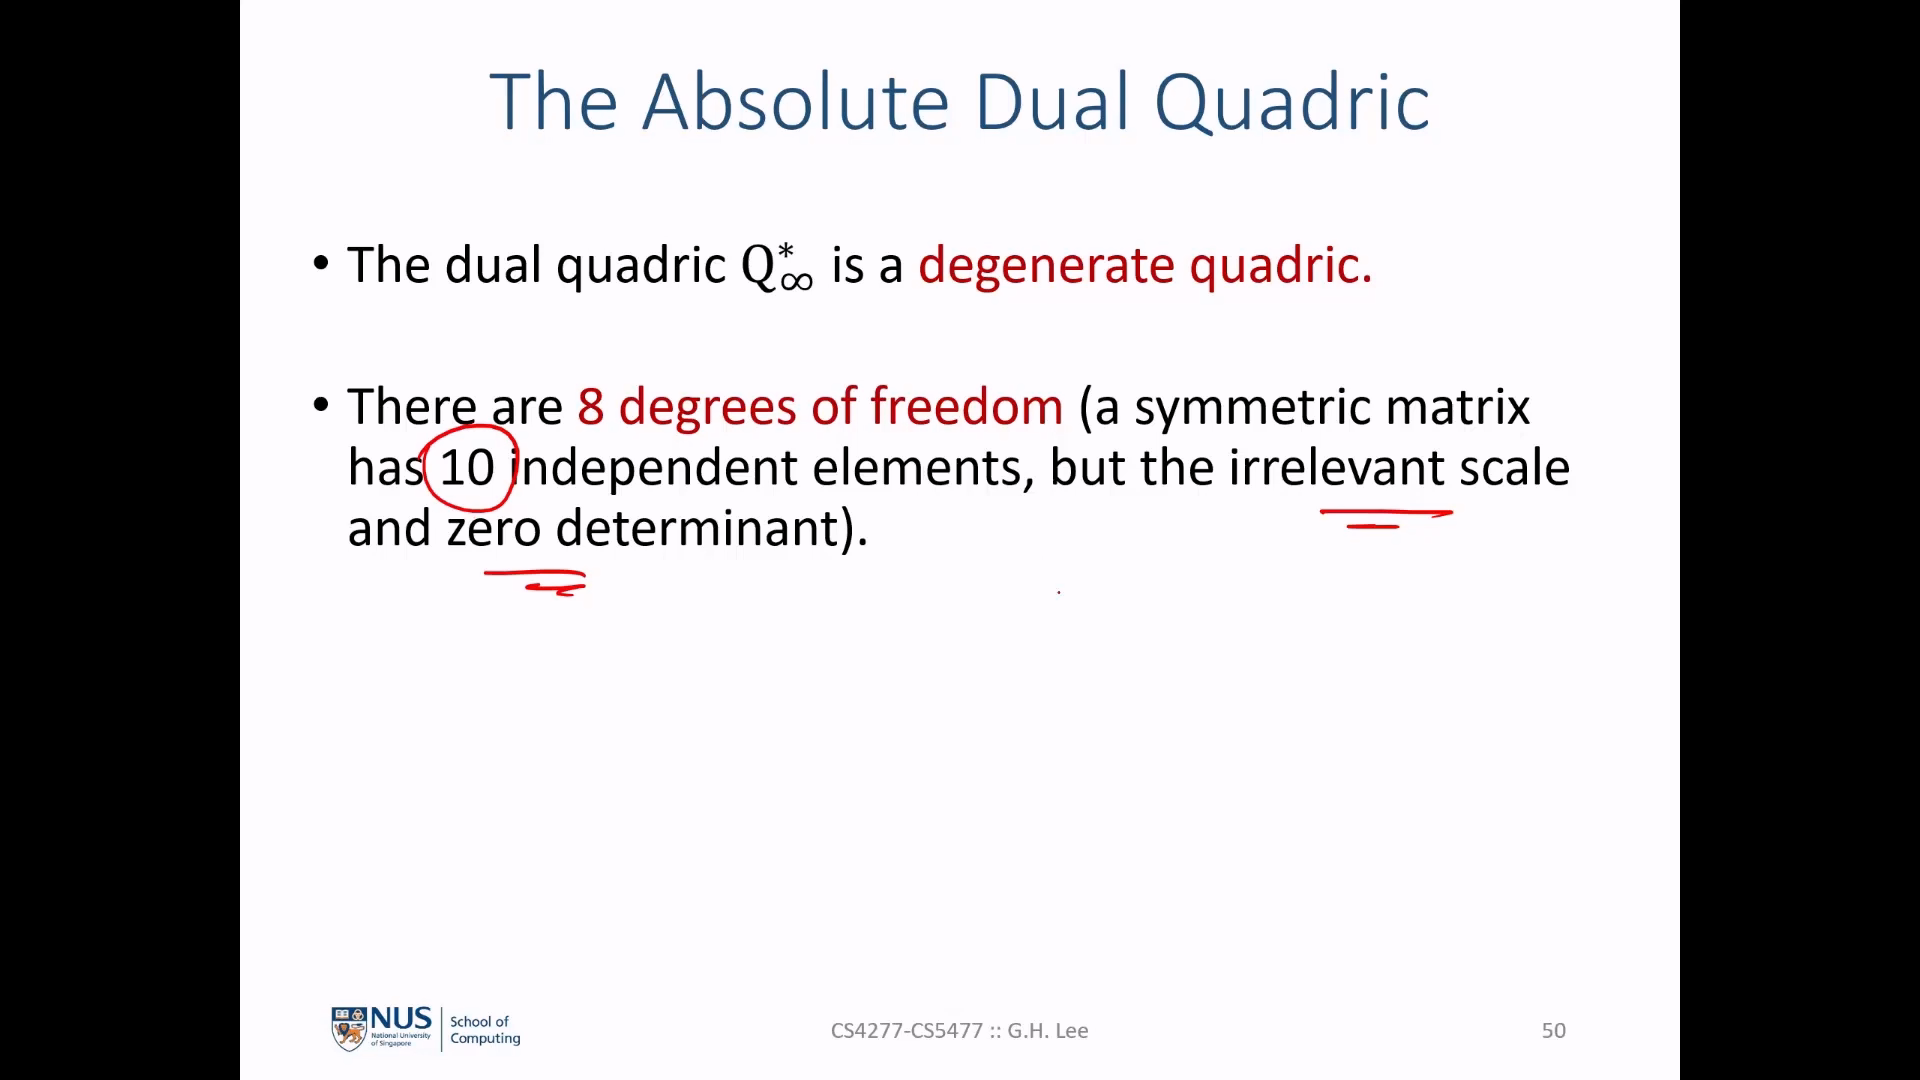 The Absolute Dual Quadric
• The dual quadric Q*∞ is a degenerate quadric.
• There are 8 degrees of freedom (a symmetric matrix
has 10 independent elements, but the irrelevant scale
and zero determinant).
NUS
National University
of Singapore
School of
Computing
CS4277-CS5477 :: G.H. Lee
50